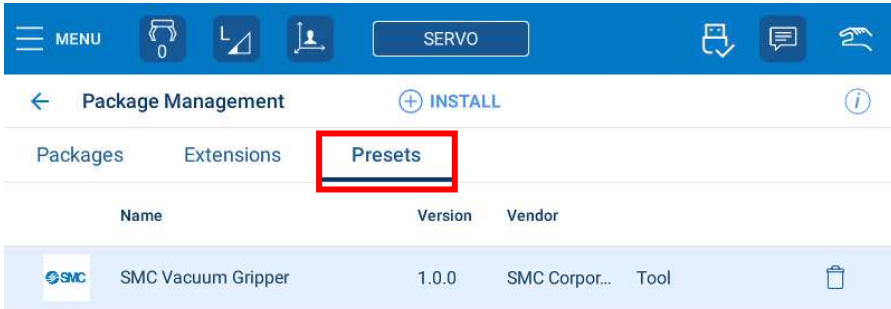 MENU 0 L SERVO
Package Management INSTALL i
Packages Extensions Presets
Name Version Vendor
SMC SMC Vacuum Gripper 1.0.0 SMC Corpor... Tool